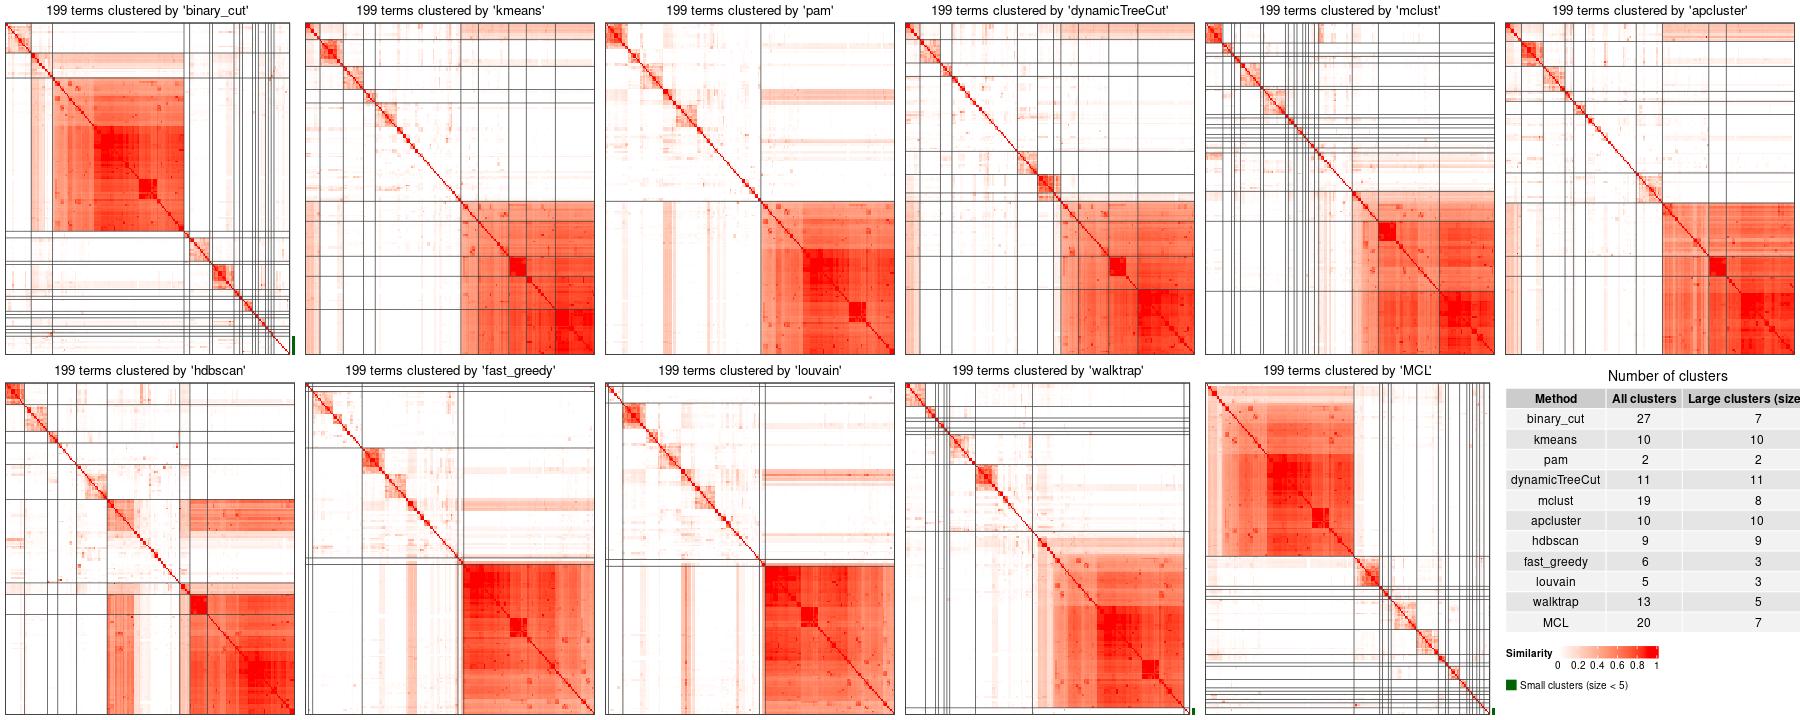 199 terms clustered by 'binary_cut'
199 terms clustered by 'kmeans'
199 terms clustered by 'pam'
199 terms clustered by 'dynamicTreeCut'
199 terms clustered by 'mclust'
199 terms clustered by 'apcluster'
199 terms clustered by 'hdbscan'
199 terms clustered by 'fast_greedy'
199 terms clustered by 'louvain'
199 terms clustered by 'walktrap'
199 terms clustered by 'MCL'
Number of clusters
Method All clusters Large clusters (size
binary_cut 27 7
kmeans 10 10
pam 2 2
dynamicTreeCut 11 11
mclust 19 8
apcluster 10 10
hdbscan 9 9
fast_greedy 6 3
louvain 5 3
walktrap 13 5
MCL 20 7
Similarity
0 0.2 0.4 0.6 0.8 1
Small clusters (size < 5)